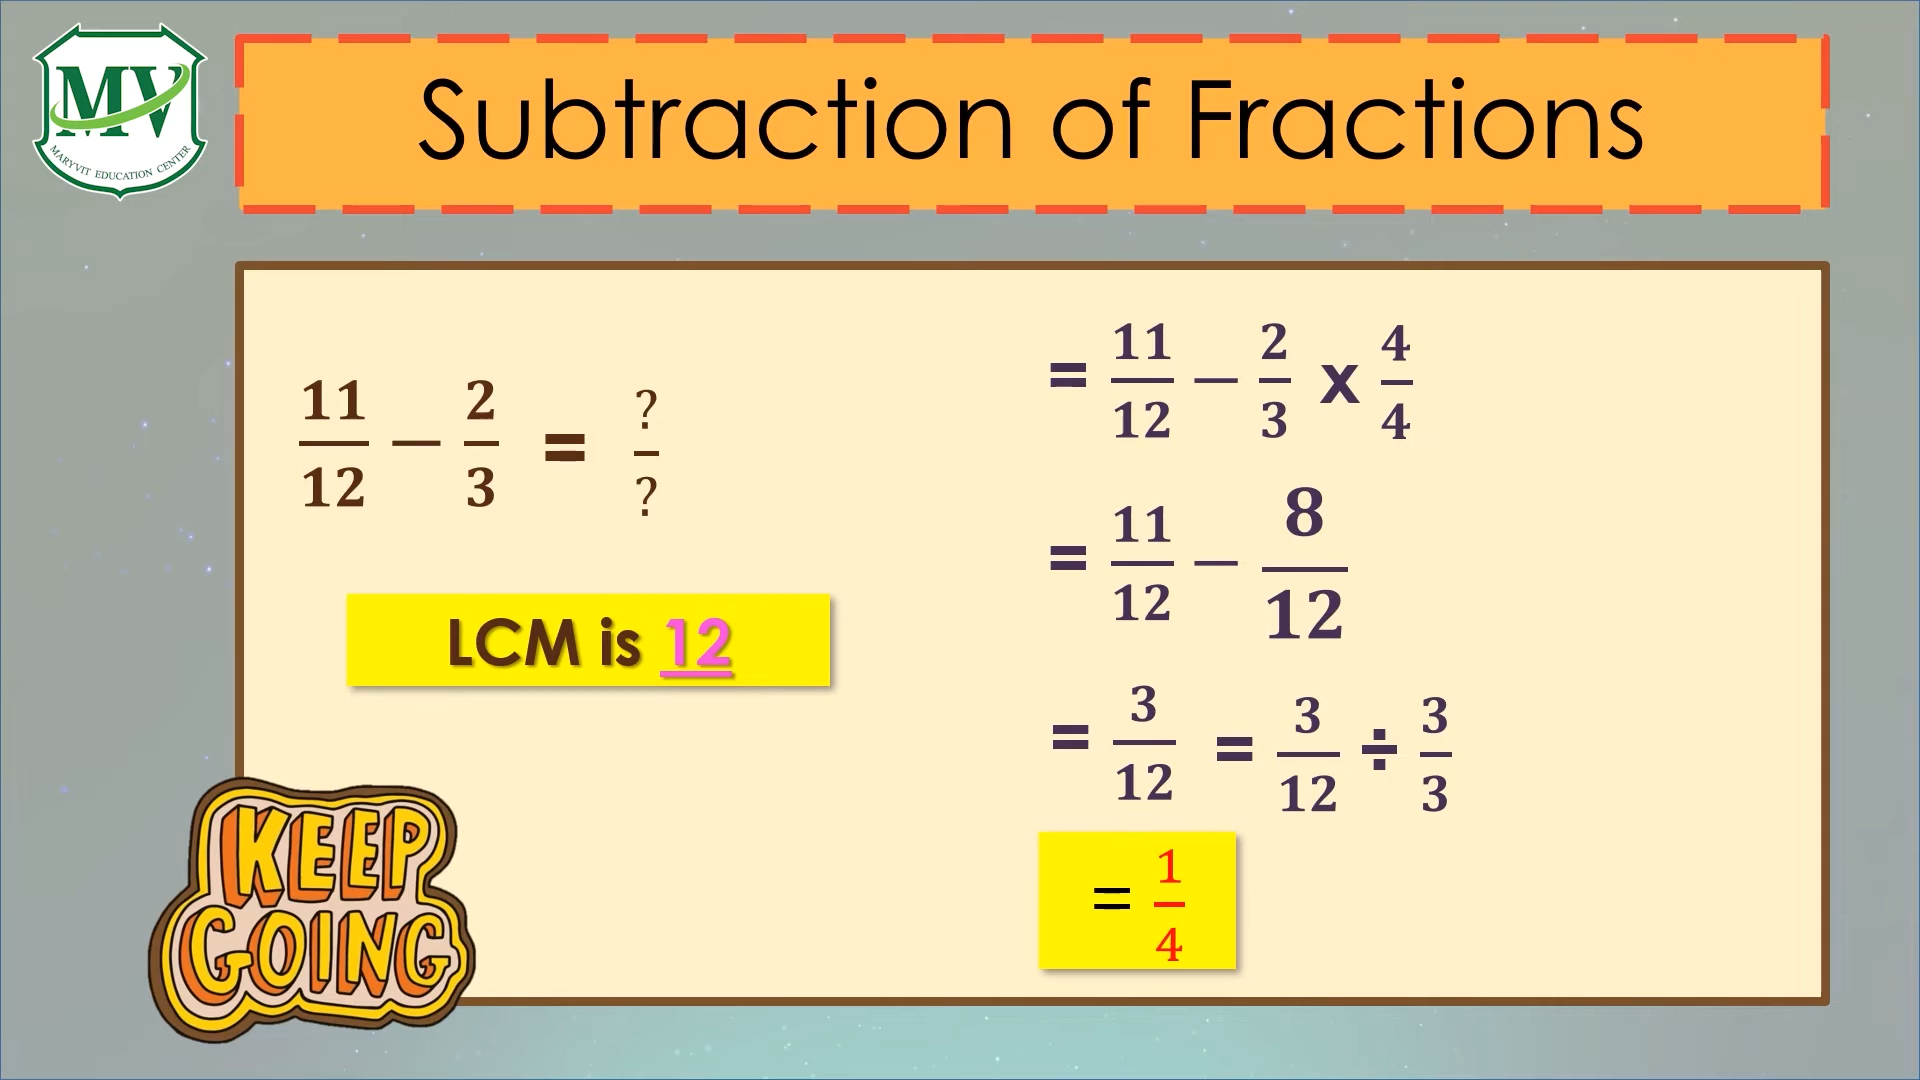 MV
MARYVIT EDUCATION CENTER
Subtraction of Fractions
11/12 − 2/3 = ?/?
LCM is 12
= 11/12 − 2/3 x 4/4
= 11/12 − 8/12
= 3/12 = 3/12 ÷ 3/3
= 1/4
KEEP
GOING